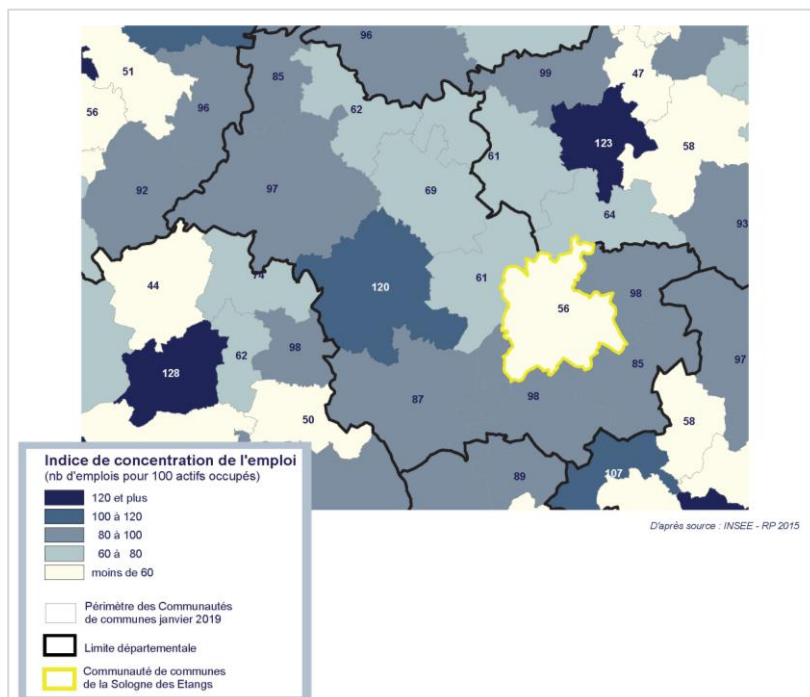 96
51
85
99
47
56
96
62
123
58
92
97
69
61
64
93
44
74
120
61
98
56
97
128
62
98
85
87
98
50
58
89
107
Indice de concentration de l'emploi
(nb d'emplois pour 100 actifs occupés)
120 et plus
100 à 120
80 à 100
60 à 80
moins de 60
Périmètre des Communautés
de communes janvier 2019
Limite départementale
Communauté de communes
de la Sologne des Etangs
D'après source : INSEE - RP 2015